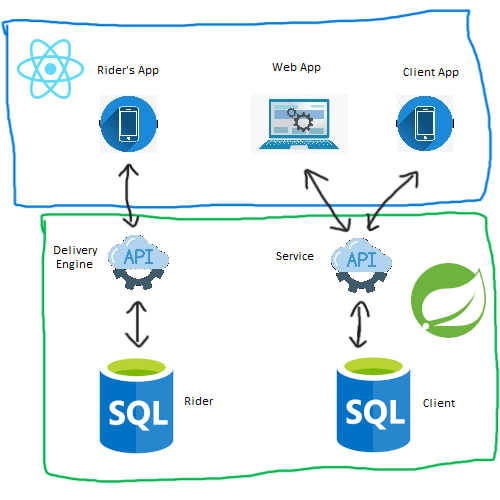 Rider's App
Web App
Client App
Delivery
Engine
API
Service
API
SQL
Rider
SQL
Client